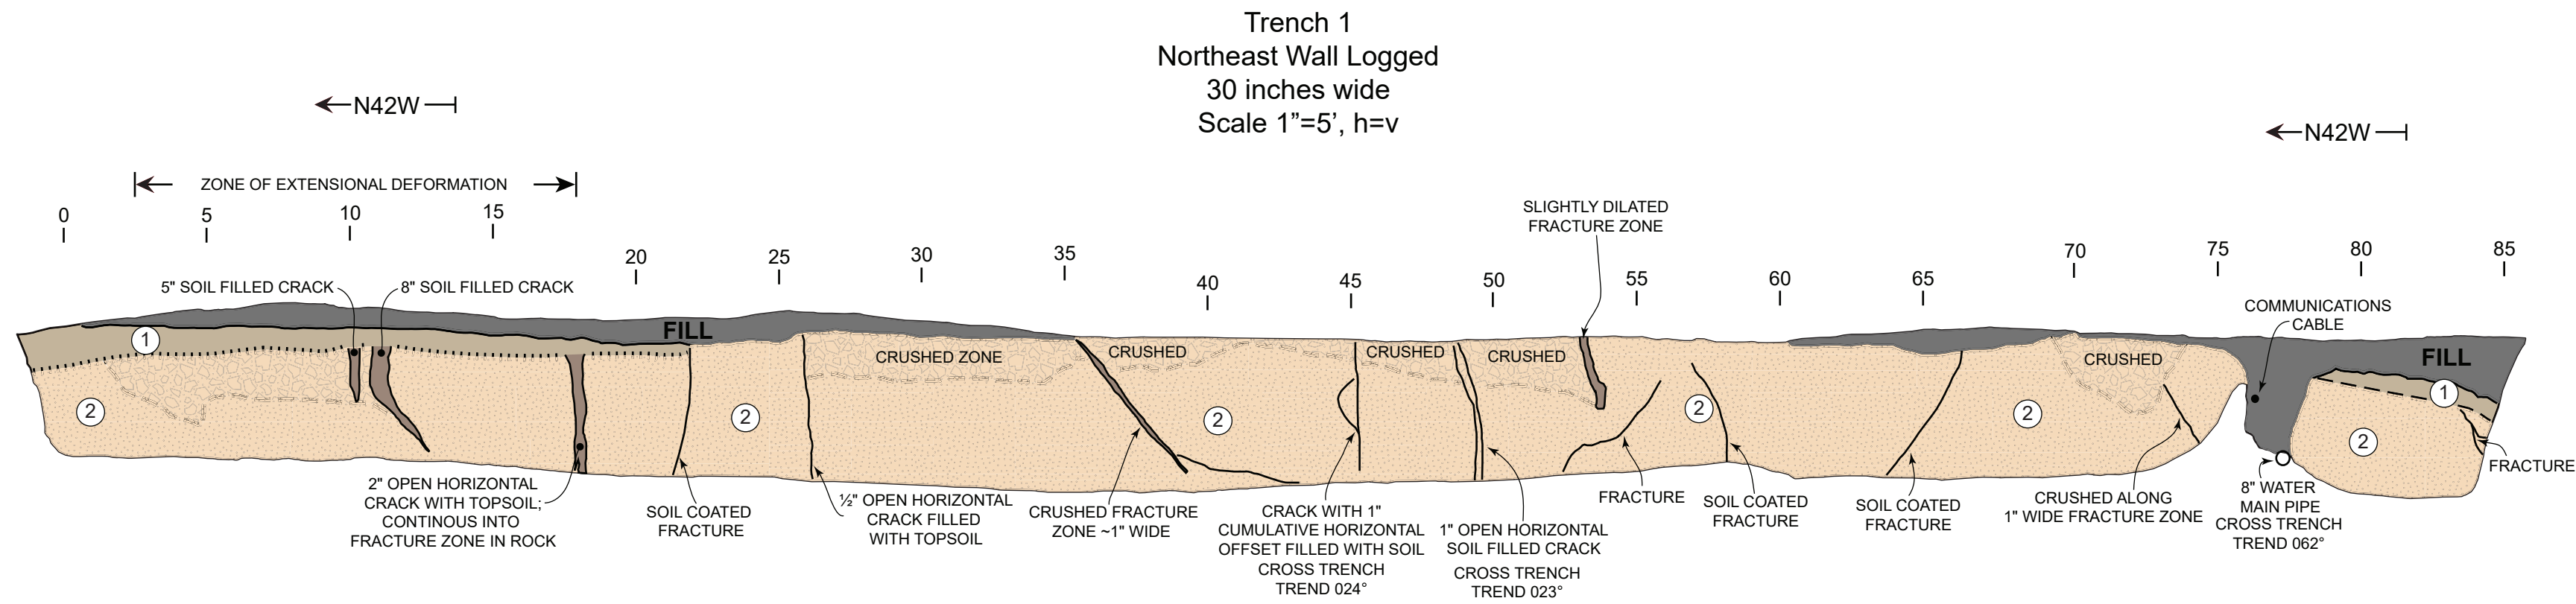 Trench 1
Northeast Wall Logged
30 inches wide
Scale 1”=5’, h=v
N42W
N42W
ZONE OF EXTENSIONAL DEFORMATION
0
5
10
15
20
25
30
35
40
45
50
55
60
65
70
75
80
85
SLIGHTLY DILATED
FRACTURE ZONE
5" SOIL FILLED CRACK
8" SOIL FILLED CRACK
COMMUNICATIONS
CABLE
FILL
FILL
1
CRUSHED ZONE
CRUSHED
CRUSHED
CRUSHED
CRUSHED
1
2
2
2
2
2
2
2" OPEN HORIZONTAL
CRACK WITH TOPSOIL;
CONTINOUS INTO
FRACTURE ZONE IN ROCK
SOIL COATED
FRACTURE
½" OPEN HORIZONTAL
CRACK FILLED
WITH TOPSOIL
CRUSHED FRACTURE
ZONE ~1" WIDE
CRACK WITH 1"
CUMULATIVE HORIZONTAL
OFFSET FILLED WITH SOIL
CROSS TRENCH
TREND 024°
1" OPEN HORIZONTAL
SOIL FILLED CRACK
CROSS TRENCH
TREND 023°
FRACTURE
SOIL COATED
FRACTURE
SOIL COATED
FRACTURE
CRUSHED ALONG
1" WIDE FRACTURE ZONE
8" WATER
MAIN PIPE
CROSS TRENCH
TREND 062°
FRACTURE